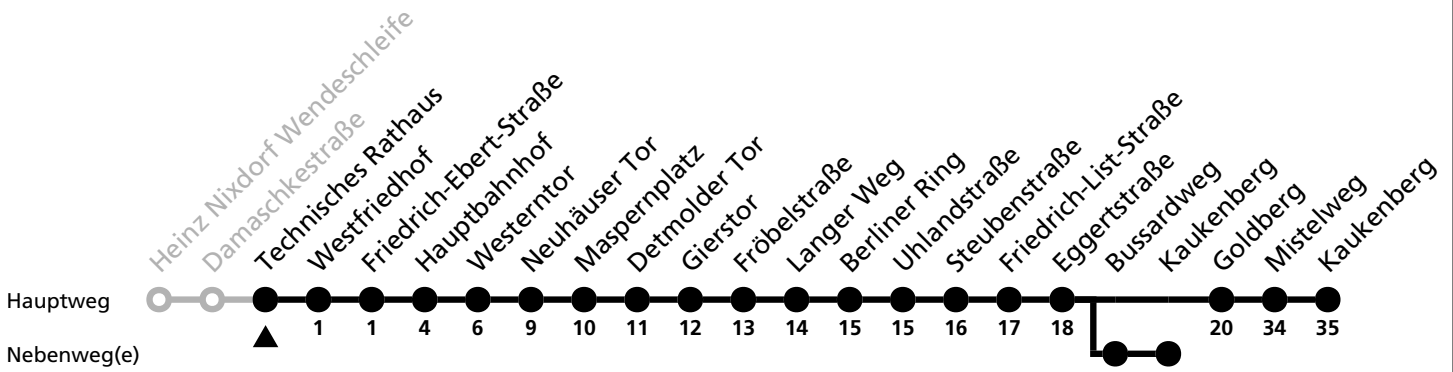 Heinz Nixdorf Wendeschleife
Damaschkestraße
Technisches Rathaus
Westfriedhof
Friedrich-Ebert-Straße
Hauptbahnhof
Westerntor
Neuhäuser Tor
Maspernplatz
Detmolder Tor
Gierstor
Fröbelstraße
Langer Weg
Berliner Ring
Uhlandstraße
Steubenstraße
Friedrich-List-Straße
Eggertstraße
Bussardweg
Kaukenberg
Goldberg
Mistelweg
Kaukenberg
Hauptweg
1 1 4 6 9 10 11 12 13 14 15 15 16 17 18 20 34 35
Nebenweg(e)